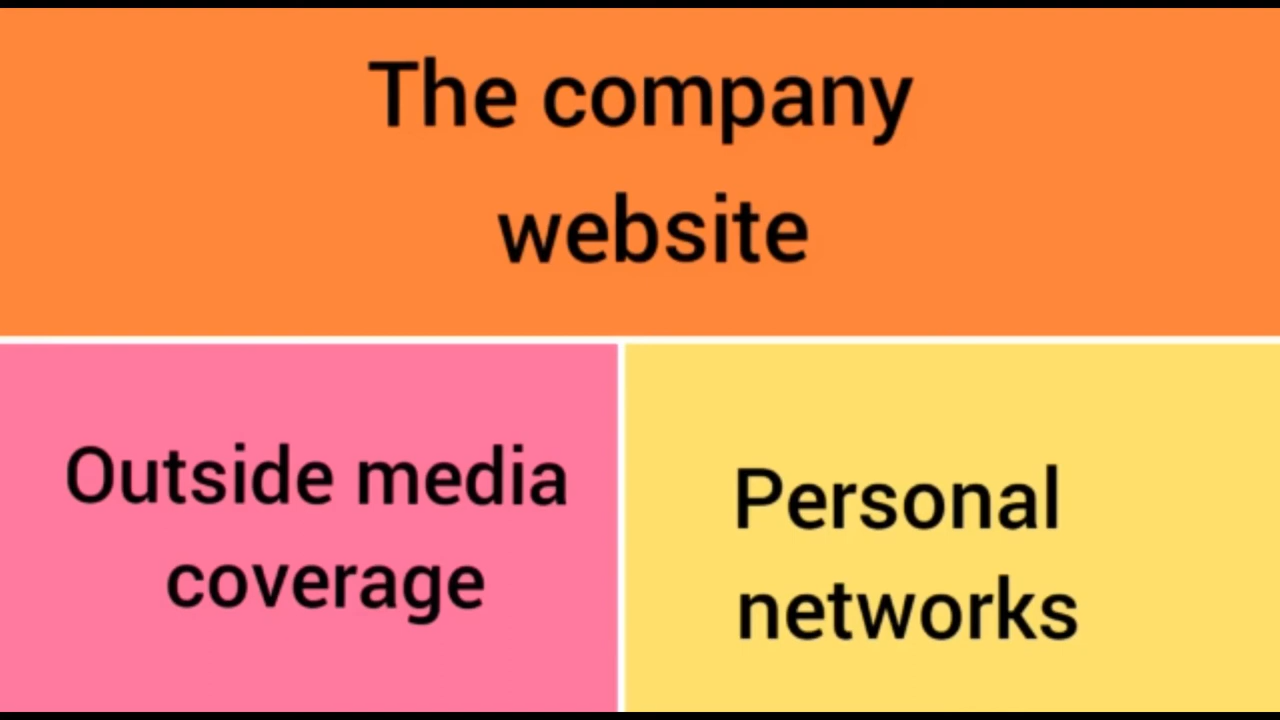 The company
website
Outside media
coverage
Personal
networks